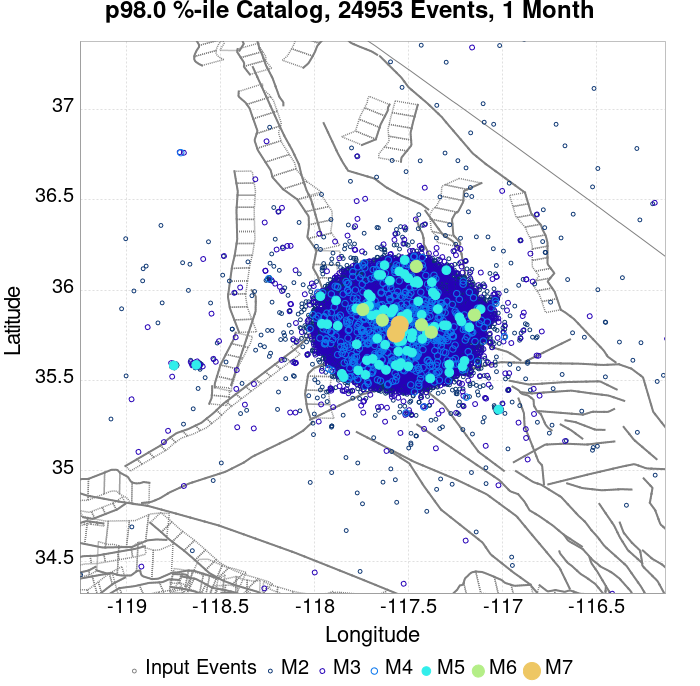 p98.0 %-ile Catalog, 24953 Events, 1 Month
37
36.5
36
35.5
35
34.5
Latitude
-119 -118.5 -118 -117.5 -117 -116.5
Longitude
Input Events M2 M3 M4 M5 M6 M7